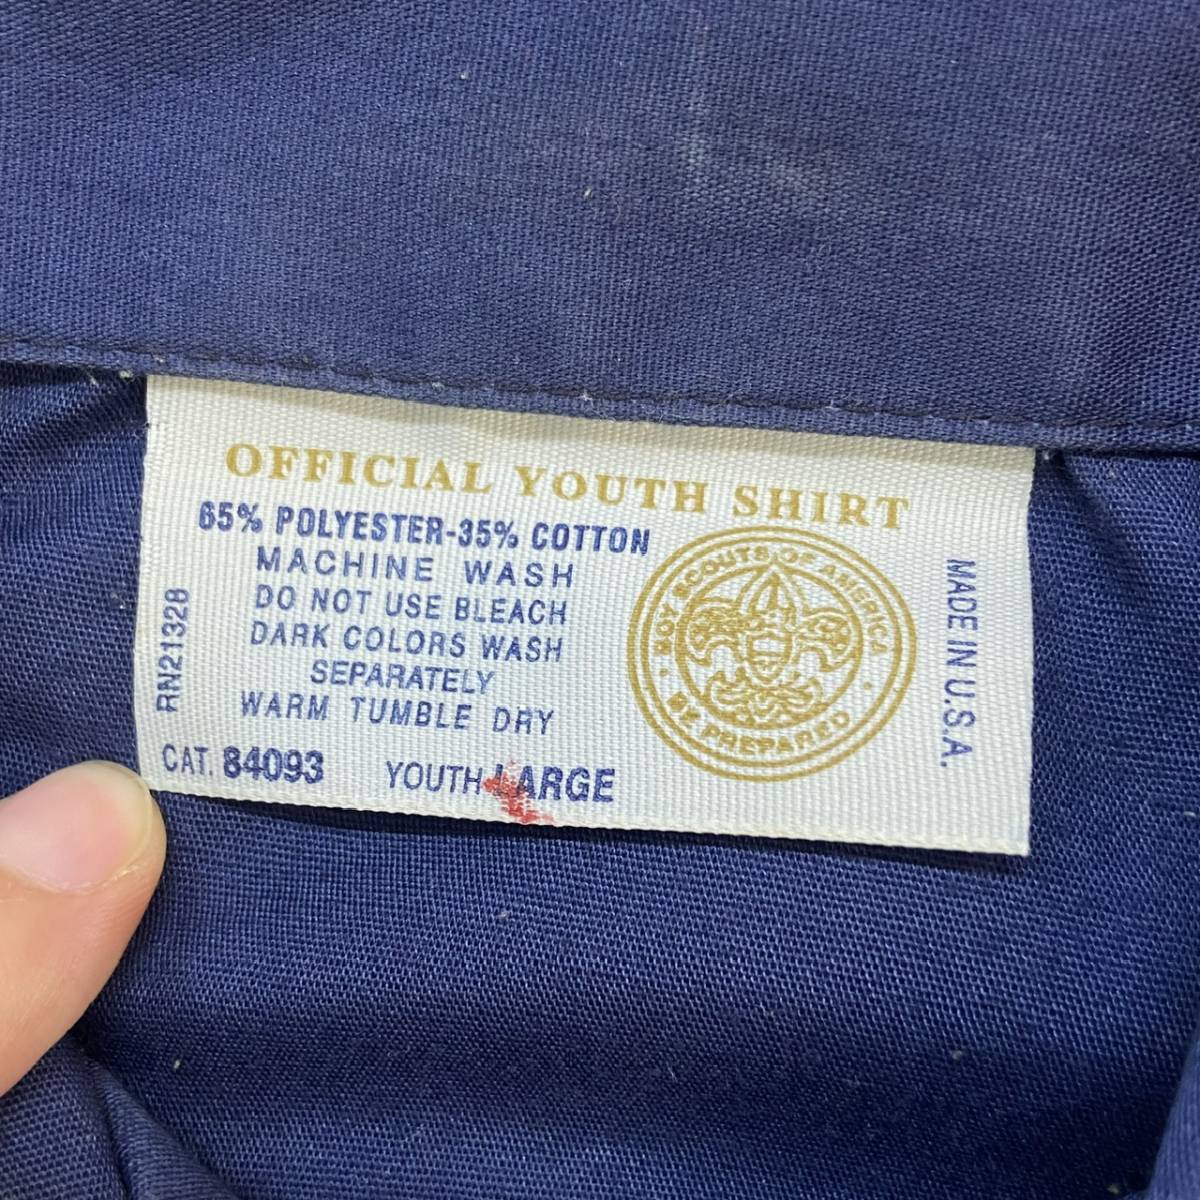 OFFICIAL YOUTH SHIRT
65% POLYESTER-35% COTTON
MACHINE WASH
DO NOT USE BLEACH
DARK COLORS WASH
SEPARATELY
WARM TUMBLE DRY
CAT. 84093 YOUTH-LARGE
RN21328
BOY SCOUTS OF AMERICA
BE PREPARED
MADE IN U.S.A.